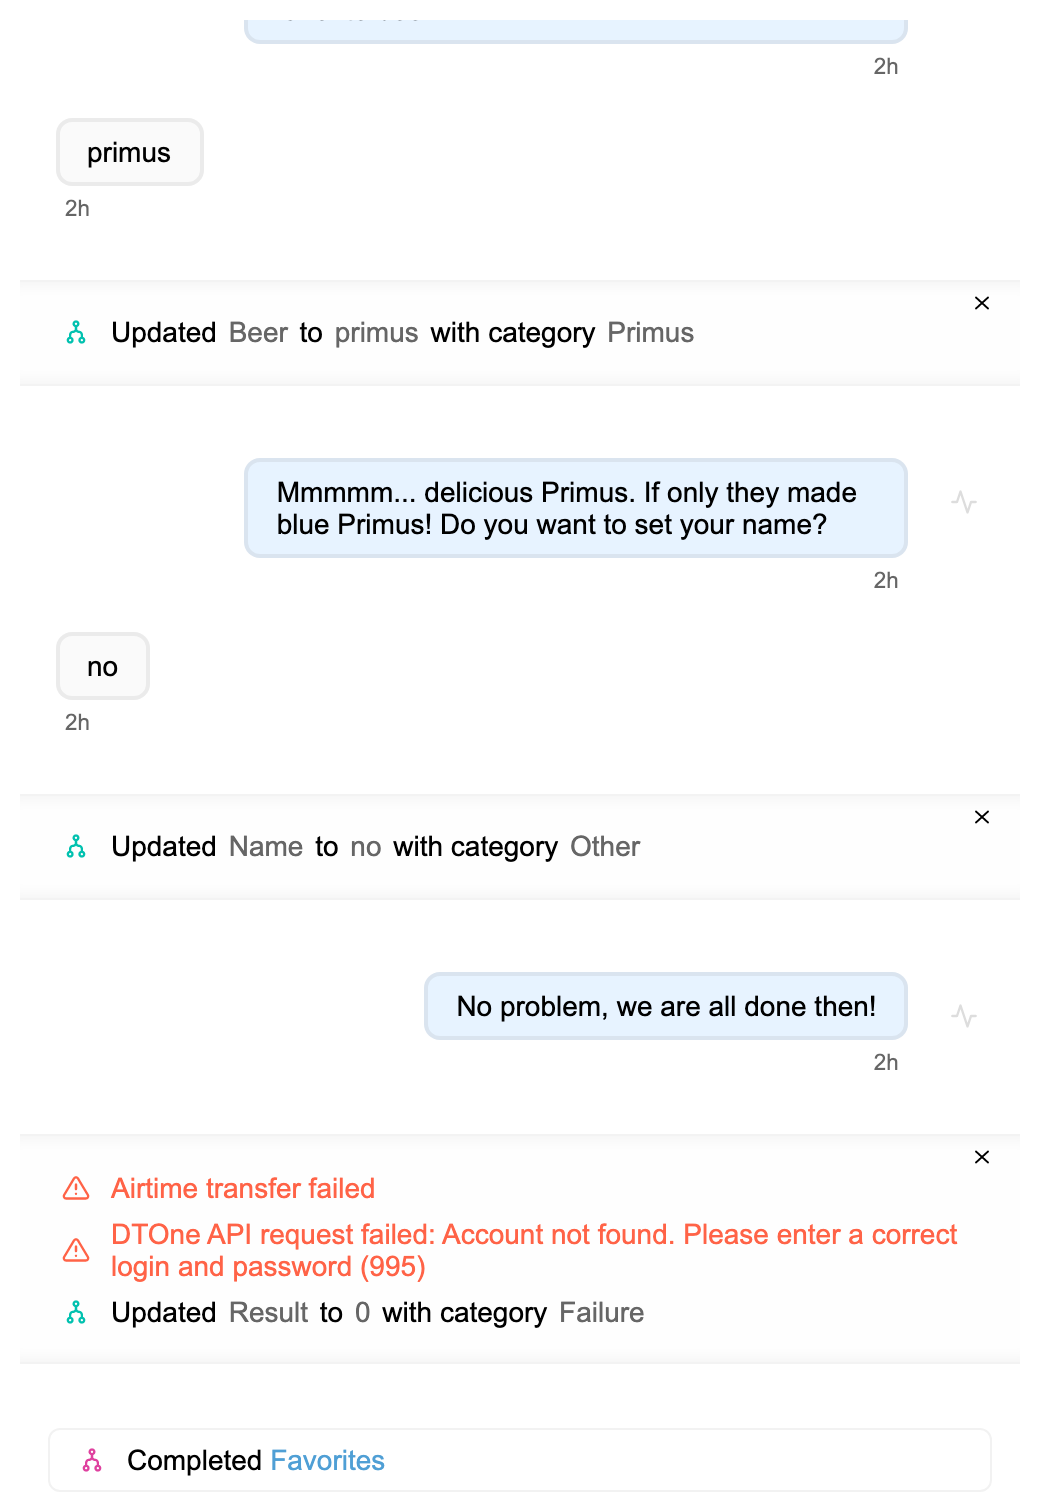 2h
primus
2h
Updated Beer to primus with category Primus
Mmmmm... delicious Primus. If only they made
blue Primus! Do you want to set your name?
2h
no
2h
Updated Name to no with category Other
No problem, we are all done then!
2h
Airtime transfer failed
DTOne API request failed: Account not found. Please enter a correct
login and password (995)
Updated Result to 0 with category Failure
Completed Favorites